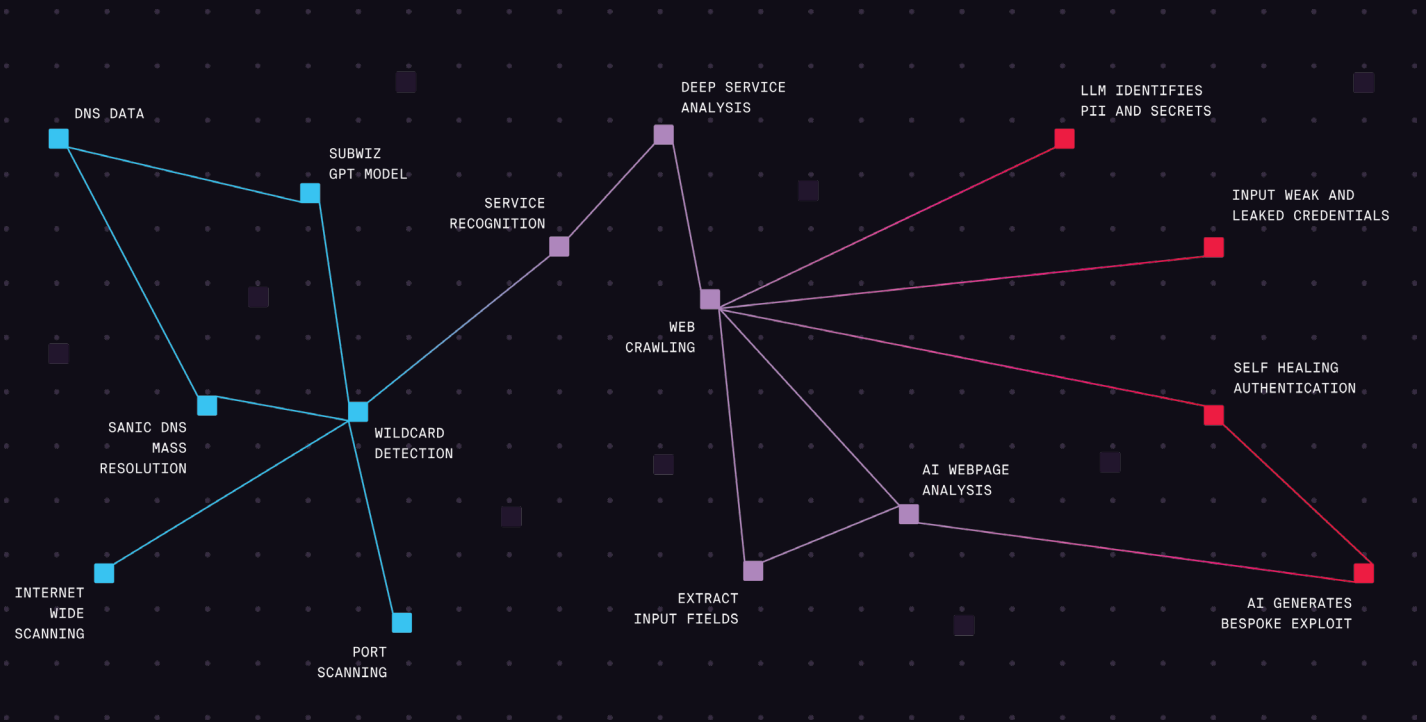 DNS DATA
SUBWIZ
GPT MODEL
SERVICE
RECOGNITION
DEEP SERVICE
ANALYSIS
LLM IDENTIFIES
PII AND SECRETS
INPUT WEAK AND
LEAKED CREDENTIALS
WEB
CRAWLING
SELF HEALING
AUTHENTICATION
SANIC DNS
MASS
RESOLUTION
WILDCARD
DETECTION
AI WEBPAGE
ANALYSIS
INTERNET
WIDE
SCANNING
EXTRACT
INPUT FIELDS
AI GENERATES
BESPOKE EXPLOIT
PORT
SCANNING